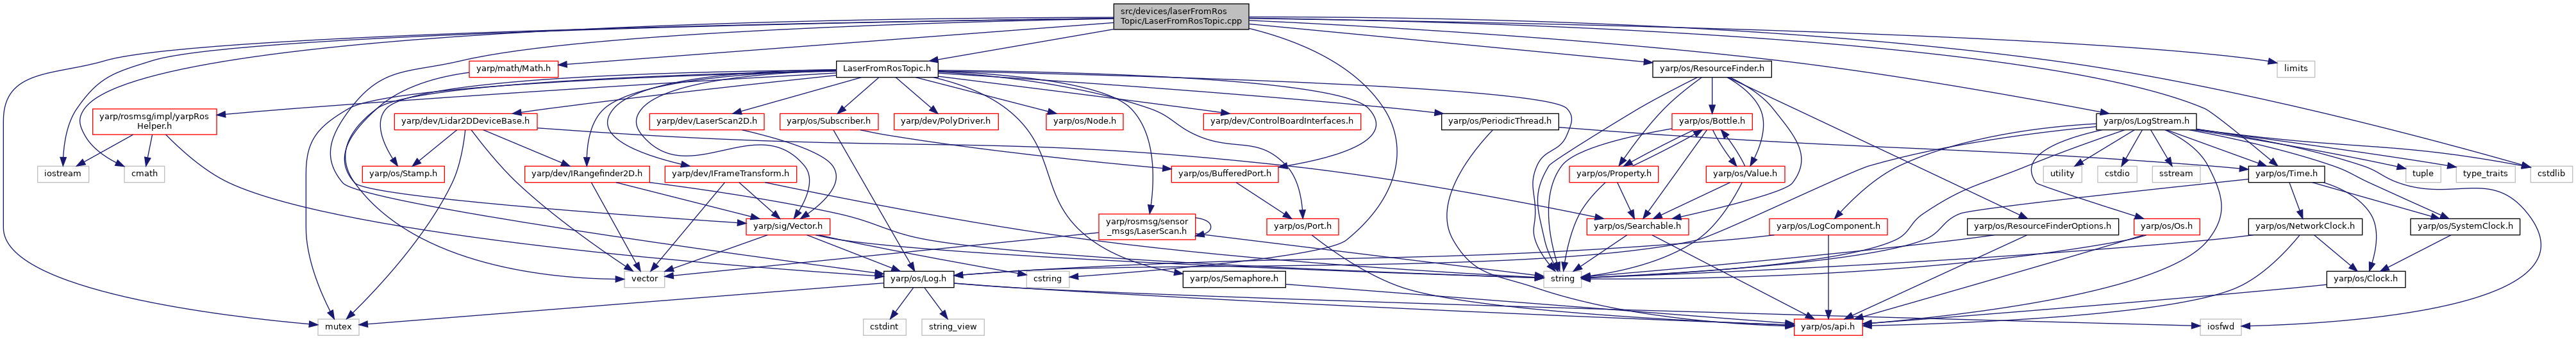 src/devices/laserFromRos
Topic/LaserFromRosTopic.cpp
yarp/math/Math.h
LaserFromRosTopic.h
yarp/os/ResourceFinder.h
limits
yarp/rosmsg/impl/yarpRos
Helper.h
yarp/dev/Lidar2DDeviceBase.h
yarp/dev/LaserScan2D.h
yarp/os/Subscriber.h
yarp/dev/PolyDriver.h
yarp/os/Node.h
yarp/dev/ControlBoardInterfaces.h
yarp/os/PeriodicThread.h
yarp/os/Bottle.h
yarp/os/LogStream.h
iostream
cmath
yarp/os/Stamp.h
yarp/dev/IRangefinder2D.h
yarp/dev/IFrameTransform.h
yarp/os/BufferedPort.h
yarp/os/Property.h
yarp/os/Value.h
utility
cstdio
sstream
yarp/os/Time.h
tuple
type_traits
cstdlib
yarp/sig/Vector.h
yarp/rosmsg/sensor
_msgs/LaserScan.h
yarp/os/Port.h
yarp/os/Searchable.h
yarp/os/LogComponent.h
yarp/os/ResourceFinderOptions.h
yarp/os/Os.h
yarp/os/NetworkClock.h
yarp/os/SystemClock.h
vector
yarp/os/Log.h
cstring
yarp/os/Semaphore.h
string
yarp/os/Clock.h
mutex
cstdint
string_view
yarp/os/api.h
iosfwd